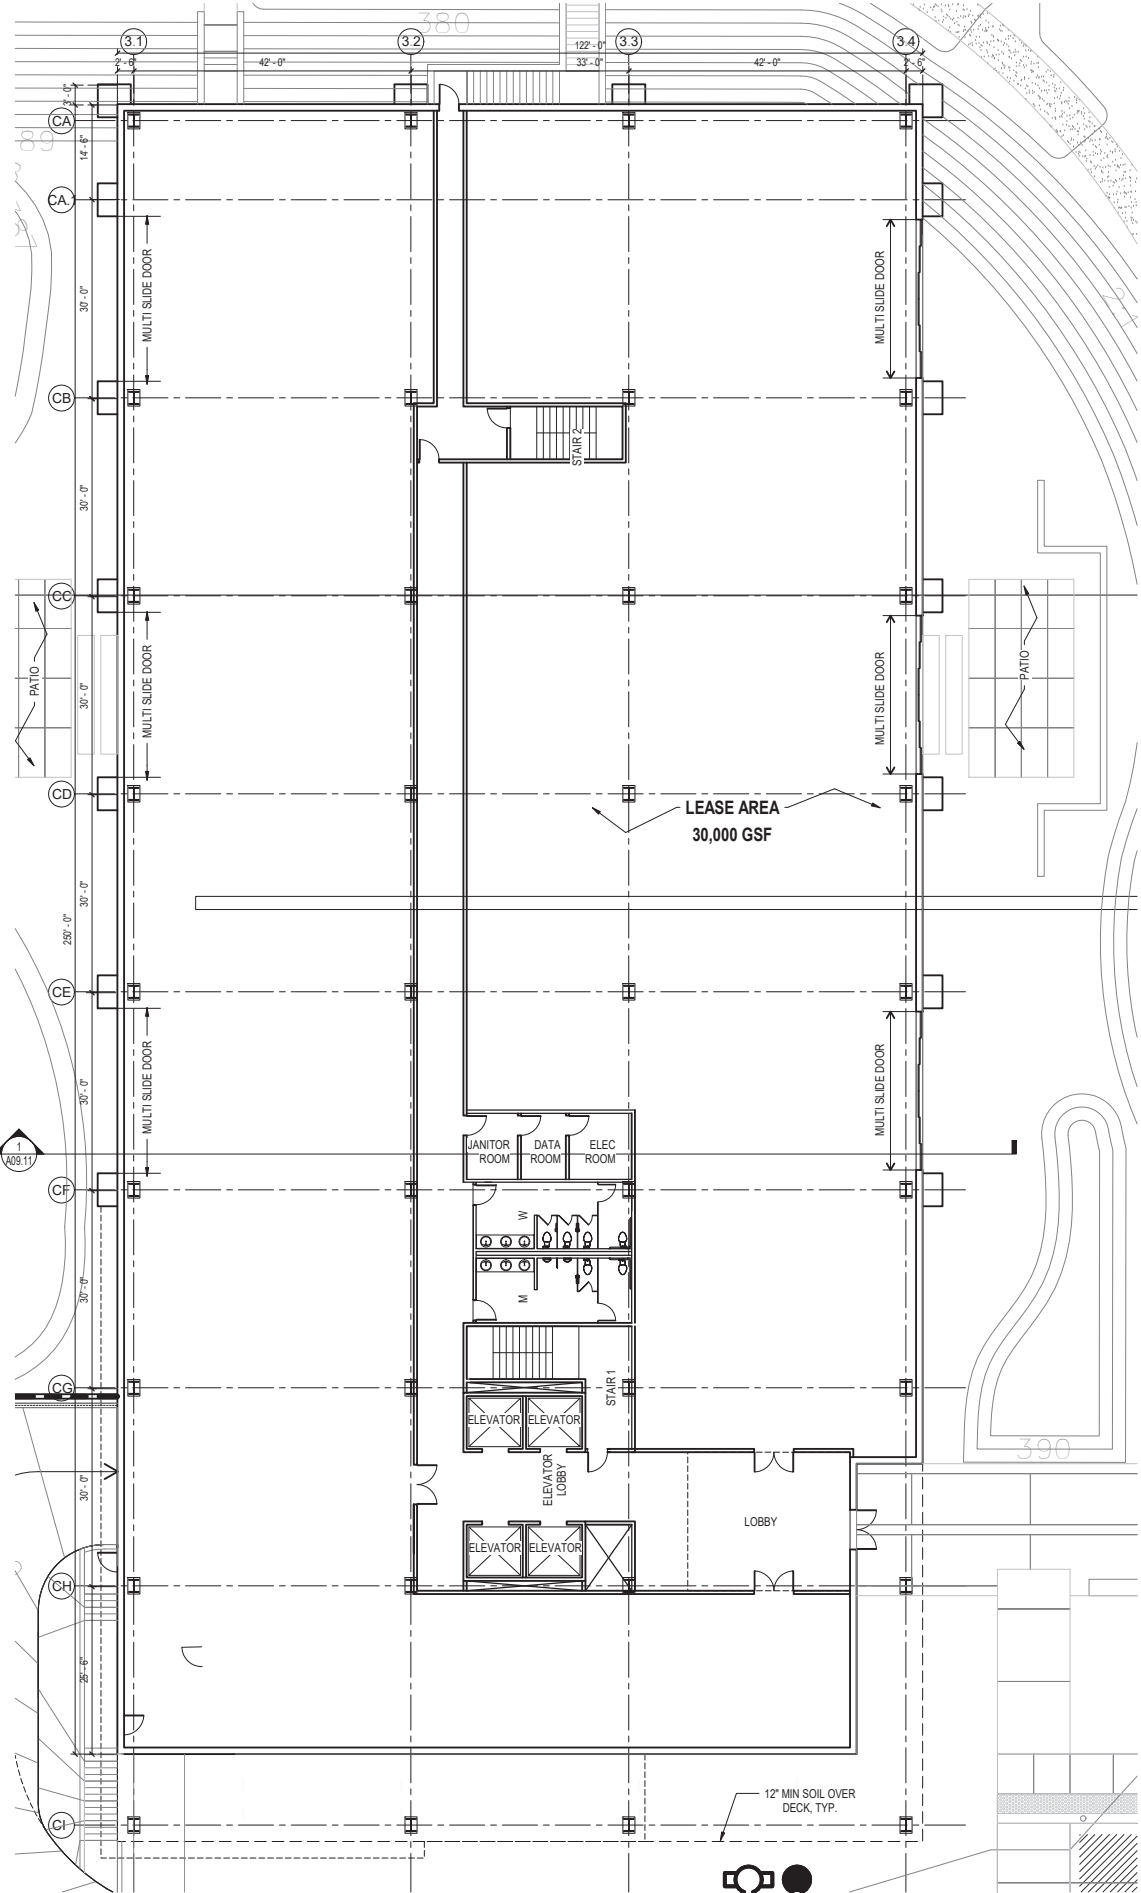 380
3.1
3.2
3.3
3.4
122' - 0"
2' - 6"
42' - 0"
33' - 0"
42' - 0"
2' - 6"
3' - 0"
CA
89
14' - 6"
CA.1
MULTI SLIDE DOOR
MULTI SLIDE DOOR
30' - 0"
CB
STAIR 2
30' - 0"
CC
PATIO
MULTI SLIDE DOOR
MULTI SLIDE DOOR
PATIO
30' - 0"
CD
LEASE AREA
30,000 GSF
30' - 0"
250' - 0"
CE
MULTI SLIDE DOOR
MULTI SLIDE DOOR
30' - 0"
1
A09.11
JANITOR
ROOM
DATA
ROOM
ELEC
ROOM
CF
W
30' - 0"
M
CG
STAIR 1
ELEVATOR
ELEVATOR
390
30' - 0"
ELEVATOR
LOBBY
LOBBY
ELEVATOR
ELEVATOR
CH
25' - 6"
12" MIN SOIL OVER
DECK, TYP.
CI